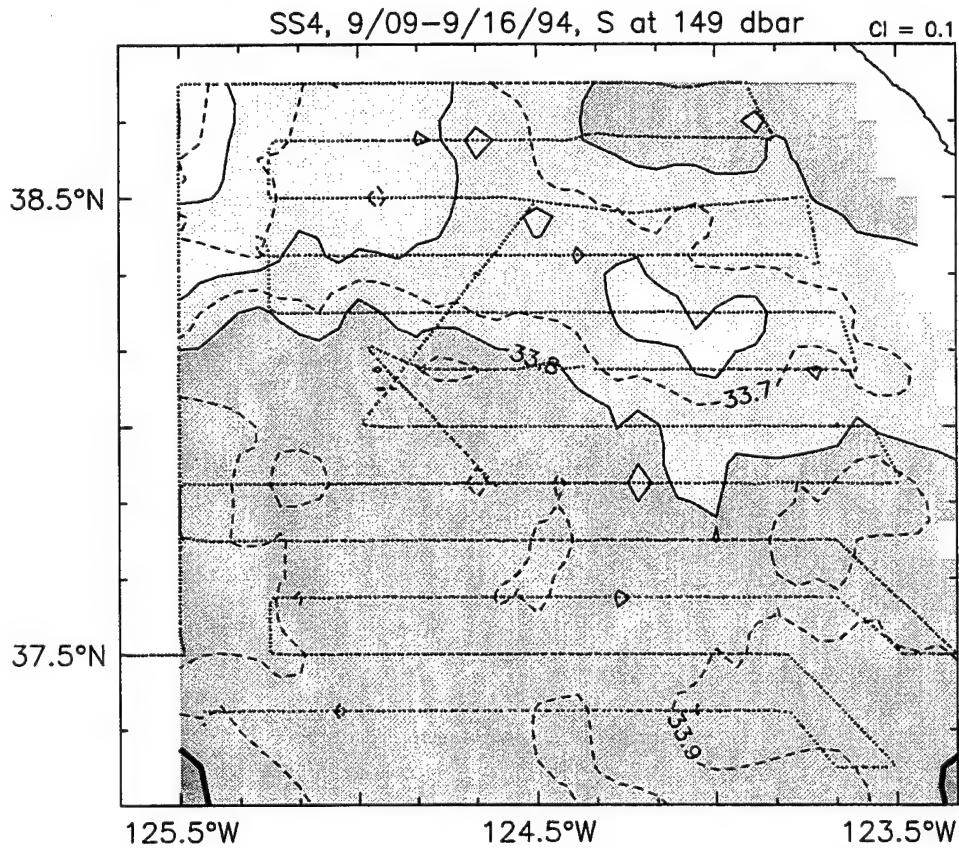 SS4, 9/09–9/16/94, S at 149 dbar
CI = 0.1
38.5°N
33.8
33.7
37.5°N
33.9
125.5°W
124.5°W
123.5°W